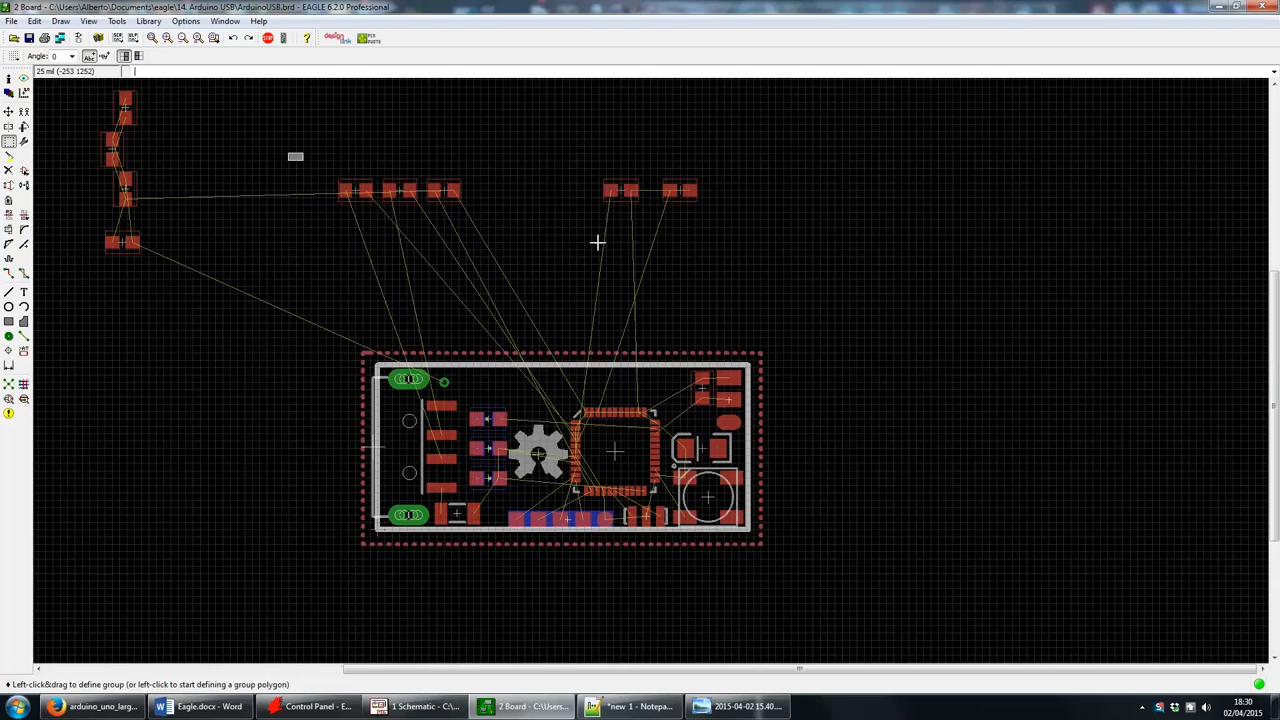 2 Board - C:\Users\Alberto\Documents\eagle\14. Arduino USB\ArduinoUSB.brd - EAGLE 6.2.0 Professional
File Edit Draw View Tools Library Options Window Help
Angle: 0
25 mil (-253 1252)
Left-click&drag to define group (or left-click to start defining a group polygon)
arduino_uno_larg...
Eagle.docx - Word
Control Panel - E...
1 Schematic - C:\...
2 Board - C:\Users...
*new 1 - Notepa...
2015-04-02 15.40....
18:30
02/04/2015